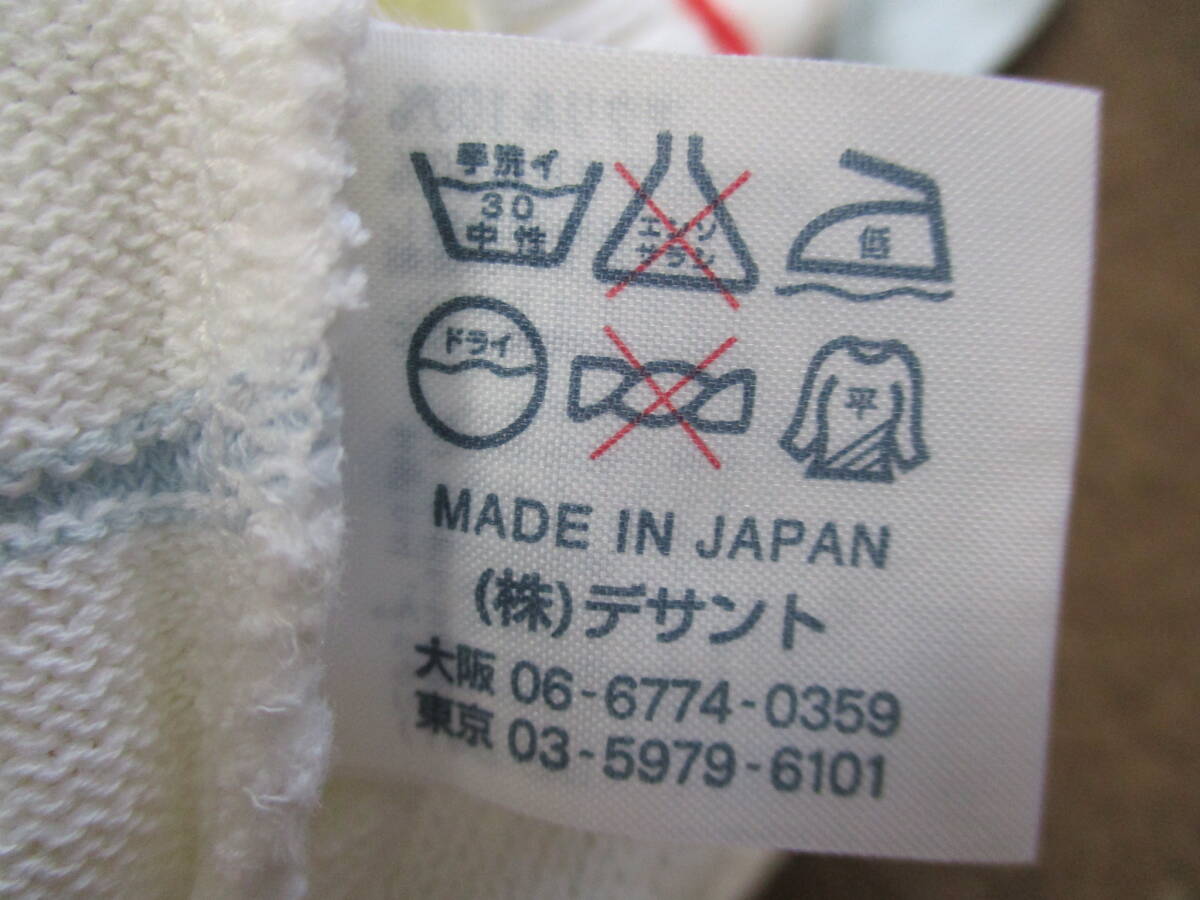 手洗イ
30
中性
エンソ
サラシ
低
ドライ
平
MADE IN JAPAN
(株)デサント
大阪 06-6774-0359
東京 03-5979-6101